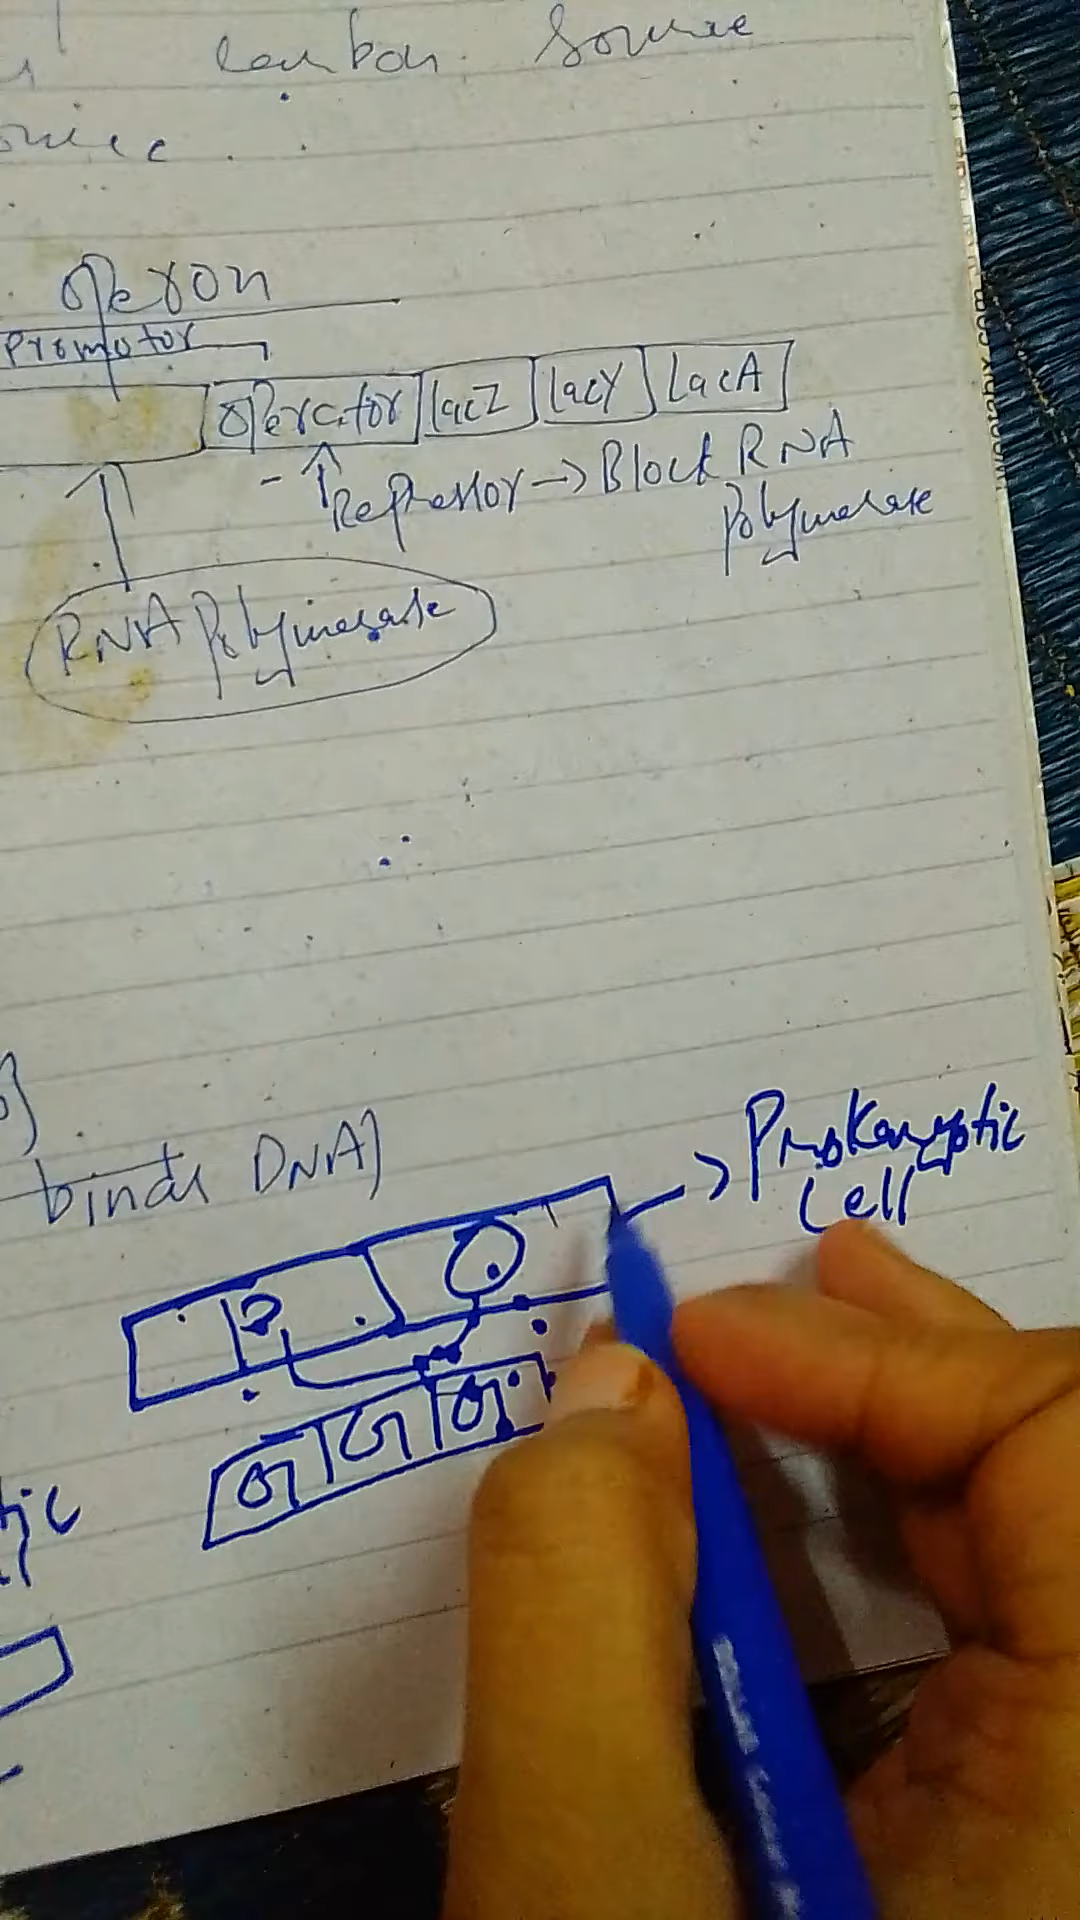 carbon source
operon
Promotor
operator lacZ lacY LacA
Repressor → Block RNA
Polymerase
RNA Polymerase
binds DNA]
→ Prokaryotic
Cell
P